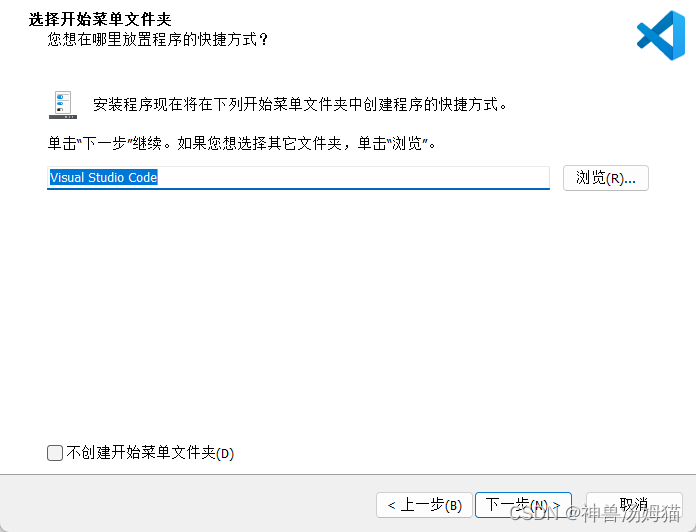 选择开始菜单文件夹
您想在哪里放置程序的快捷方式？
安装程序现在将在下列开始菜单文件夹中创建程序的快捷方式。
单击“下一步”继续。如果您想选择其它文件夹，单击“浏览”。
Visual Studio Code
浏览(R)...
不创建开始菜单文件夹(D)
< 上一步(B)
下一步(N) >
取消
CSDN @神兽汤姆猫